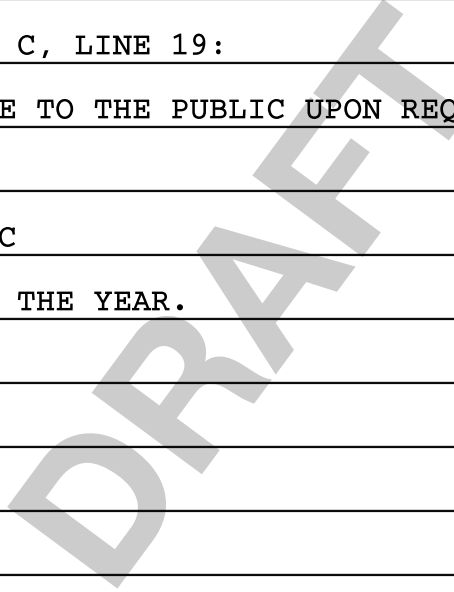 C, LINE 19:
E TO THE PUBLIC UPON REQ
C
THE YEAR.
DRAFT